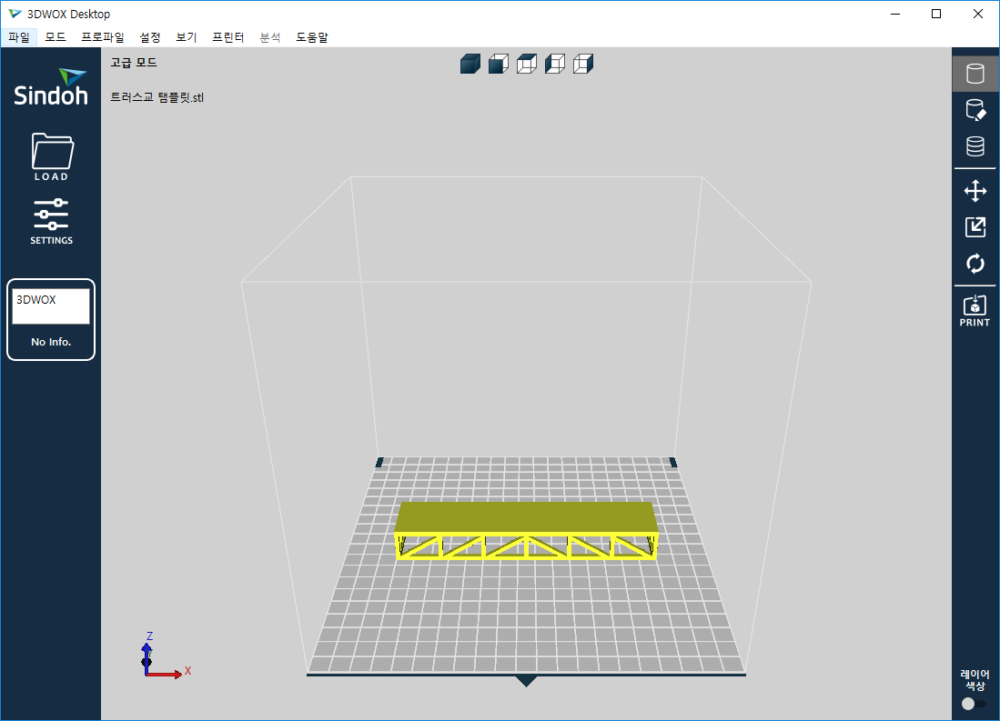 3DWOX Desktop
파일 모드 프로파일 설정 보기 프린터 분석 도움말
고급 모드
트러스교 탬플릿.stl
Sindoh
LOAD
SETTINGS
3DWOX
No Info.
PRINT
Z
X
레이어
색상